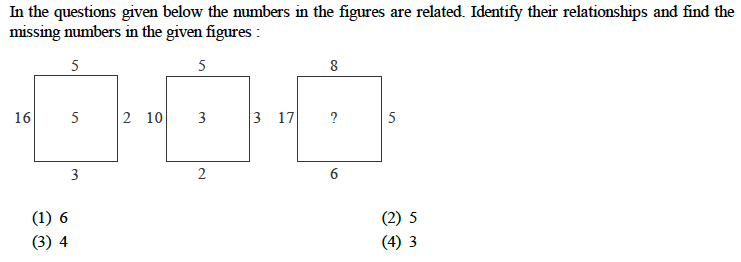 In the questions given below the numbers in the figures are related. Identify their relationships and find the
missing numbers in the given figures :
5 5 8
16 5 2 10 3 3 17 ? 5
3 2 6
(1) 6 (2) 5
(3) 4 (4) 3